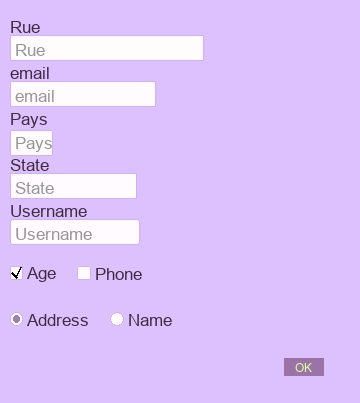 Rue
Rue
email
email
Pays
Pays
State
State
Username
Username
Age Phone
Address Name
OK